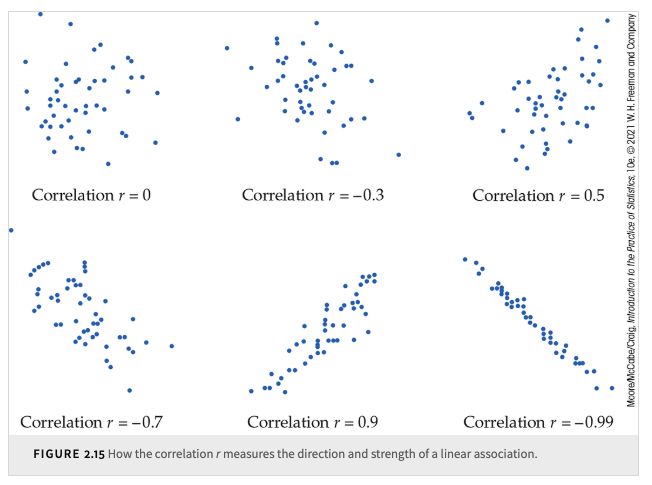 Correlation r = 0
Correlation r = −0.3
Correlation r = 0.5
Correlation r = −0.7
Correlation r = 0.9
Correlation r = −0.99
Moore/McCabe/Craig, Introduction to the Practice of Statistics, 10e, © 2021 W. H. Freeman and Company
FIGURE 2.15 How the correlation r measures the direction and strength of a linear association.